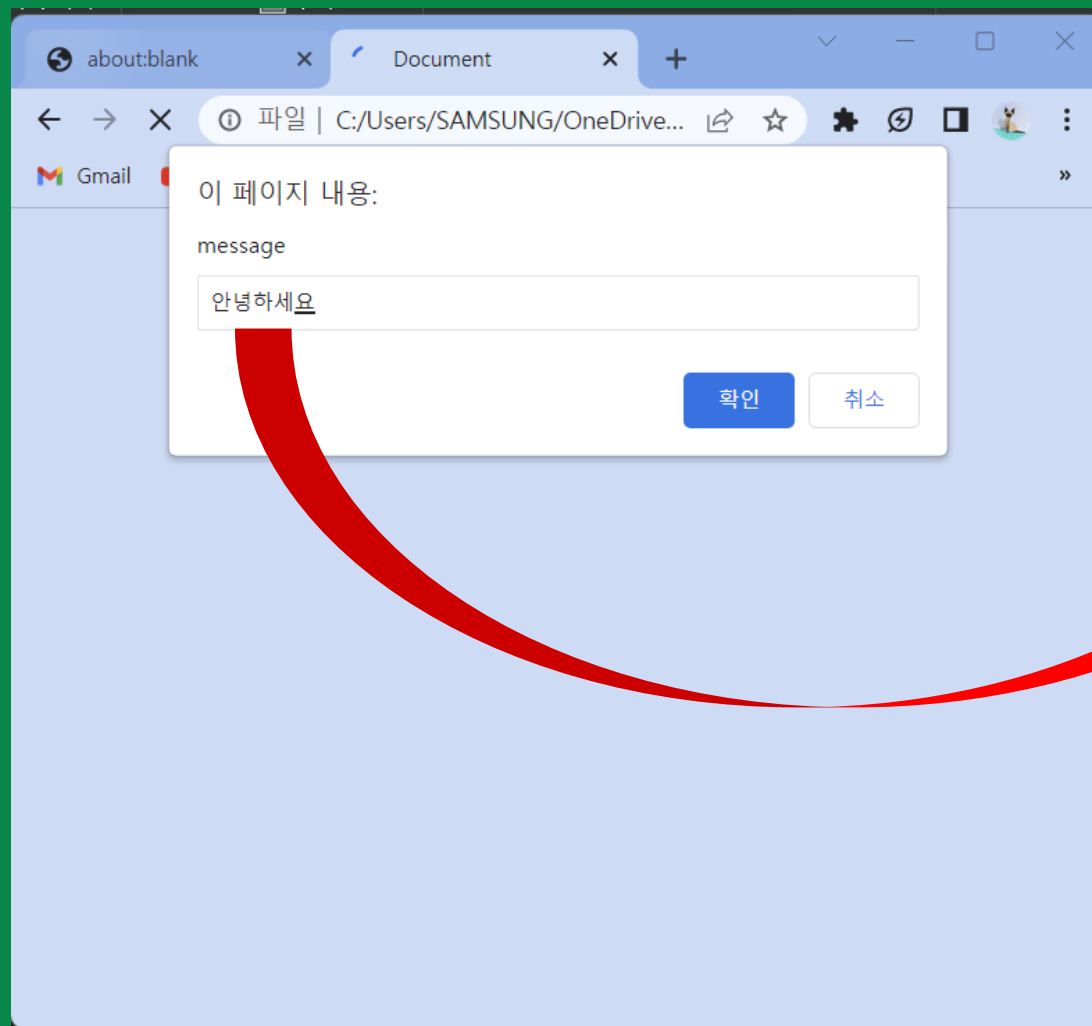 about:blank
Document
파일 | C:/Users/SAMSUNG/OneDrive...
Gmail
이 페이지 내용:
message
안녕하세요
확인
취소